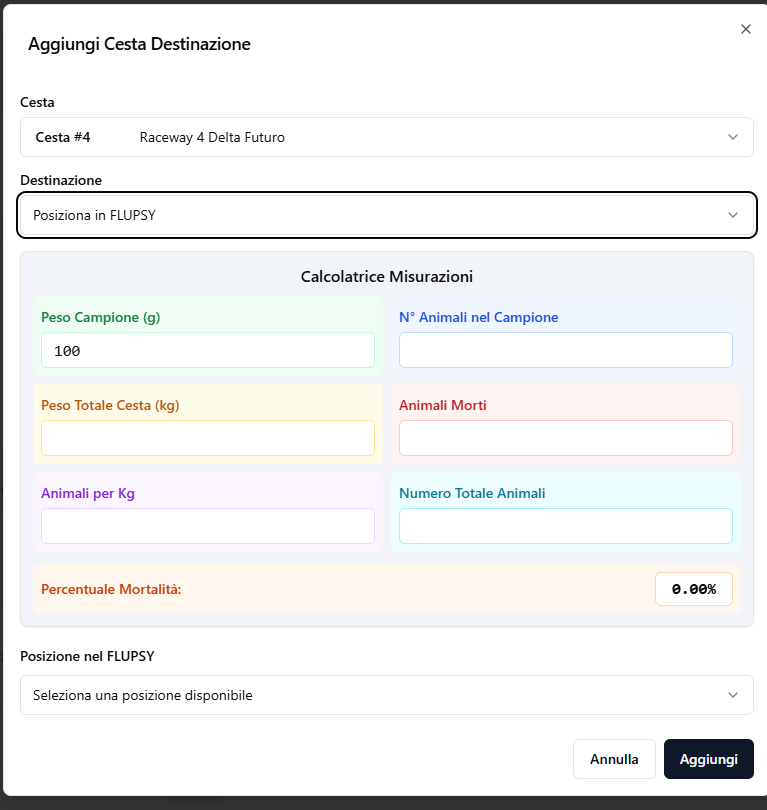 Aggiungi Cesta Destinazione
Cesta
Cesta #4 Raceway 4 Delta Futuro
Destinazione
Posiziona in FLUPSY
Calcolatrice Misurazioni
Peso Campione (g)
100
N° Animali nel Campione
Peso Totale Cesta (kg)
Animali Morti
Animali per Kg
Numero Totale Animali
Percentuale Mortalità:
0.00%
Posizione nel FLUPSY
Seleziona una posizione disponibile
Annulla
Aggiungi